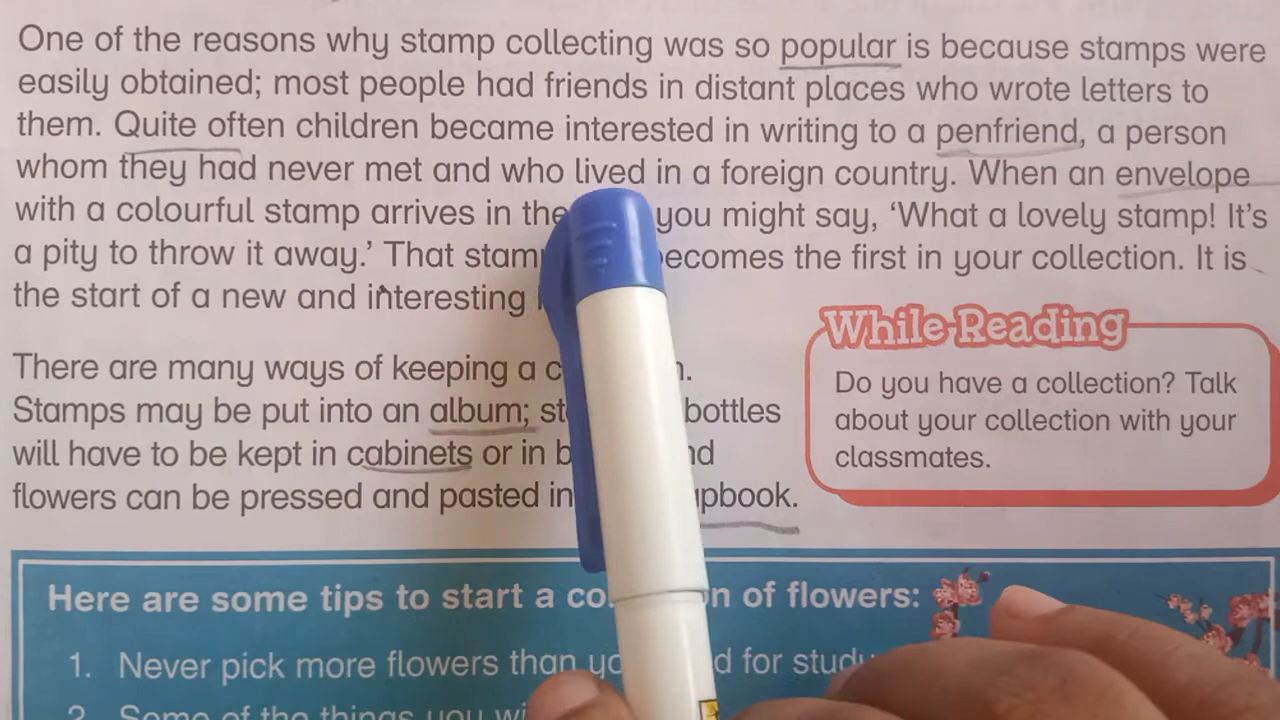 One of the reasons why stamp collecting was so popular is because stamps were
easily obtained; most people had friends in distant places who wrote letters to
them. Quite often children became interested in writing to a penfriend, a person
whom they had never met and who lived in a foreign country. When an envelope
with a colourful stamp arrives in the you might say, ‘What a lovely stamp! It’s
a pity to throw it away.’ That becomes the first in your collection. It is
the start of a new and interesting
There are many ways of keeping a
Stamps may be put into an album; bottles
will have to be kept in cabinets or in
flowers can be pressed and pasted in
While Reading
Do you have a collection? Talk
about your collection with your
classmates.
Here are some tips to start a of flowers:
1. Never pick more flowers than for study
2. Some of the things you